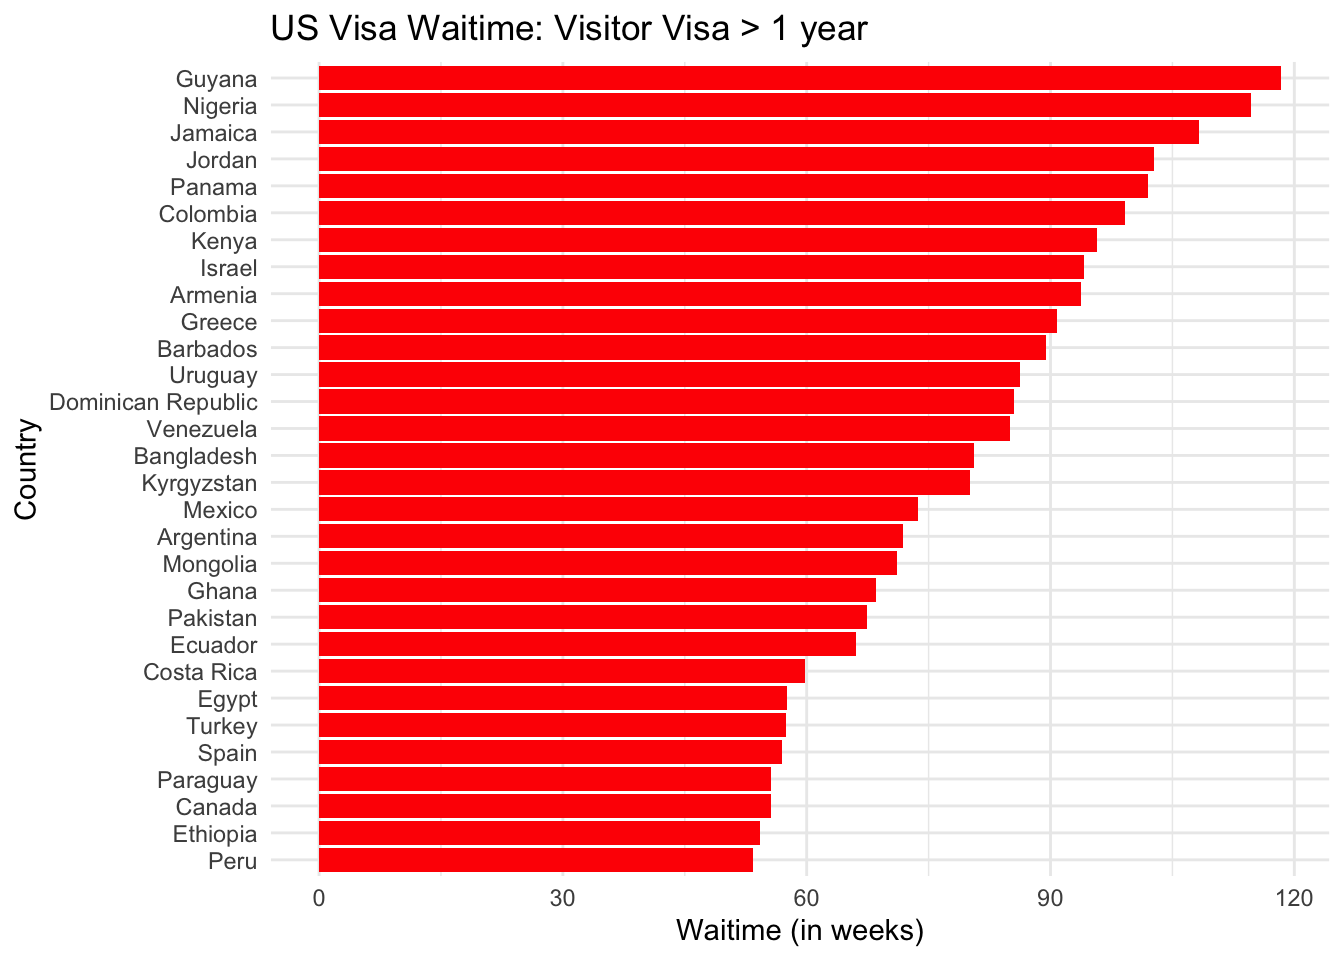 US Visa Waitime: Visitor Visa > 1 year
Country
Guyana
Nigeria
Jamaica
Jordan
Panama
Colombia
Kenya
Israel
Armenia
Greece
Barbados
Uruguay
Dominican Republic
Venezuela
Bangladesh
Kyrgyzstan
Mexico
Argentina
Mongolia
Ghana
Pakistan
Ecuador
Costa Rica
Egypt
Turkey
Spain
Paraguay
Canada
Ethiopia
Peru
0 30 60 90 120
Waitime (in weeks)